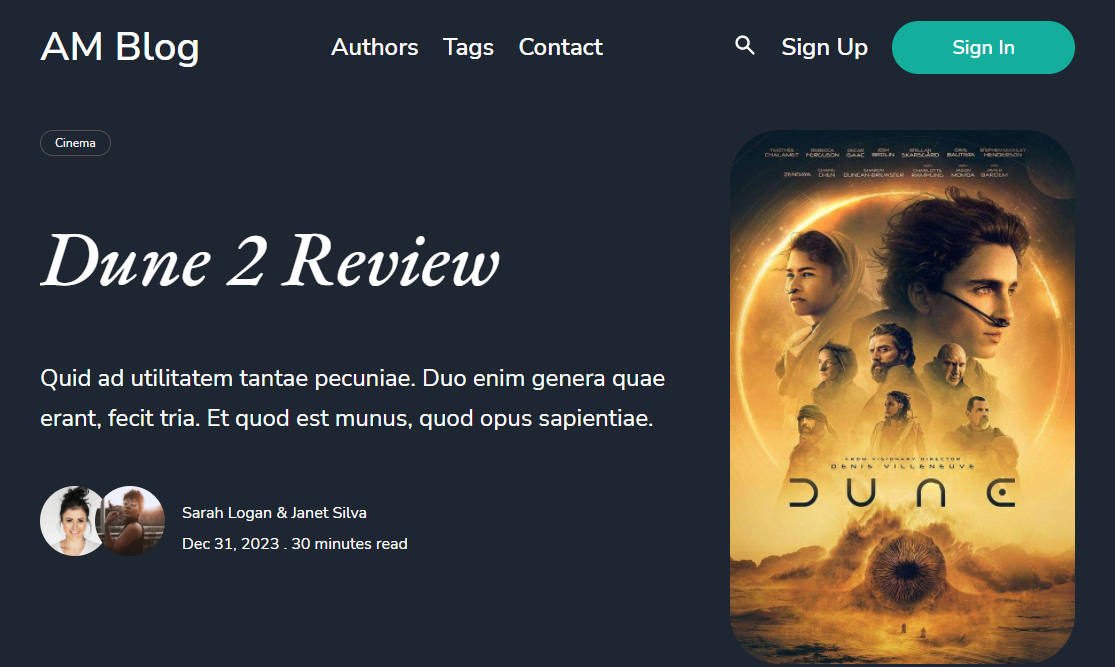 AM Blog
Authors Tags Contact
Sign Up
Sign In
Cinema
Dune 2 Review
Quid ad utilitatem tantae pecuniae. Duo enim genera quae
erant, fecit tria. Et quod est munus, quod opus sapientiae.
Sarah Logan & Janet Silva
Dec 31, 2023 . 30 minutes read
TIMOTHÉE CHALAMET REBECCA FERGUSON OSCAR ISAAC JOSH BROLIN STELLAN SKARSGÅRD DAVE BAUTISTA STEPHEN MCKINLEY HENDERSON
ZENDAYA CHANG CHEN SHARON DUNCAN-BREWSTER WITH CHARLOTTE RAMPLING WITH JASON MOMOA AND JAVIER BARDEM
FROM VISIONARY DIRECTOR
DENIS VILLENEUVE
DUNE